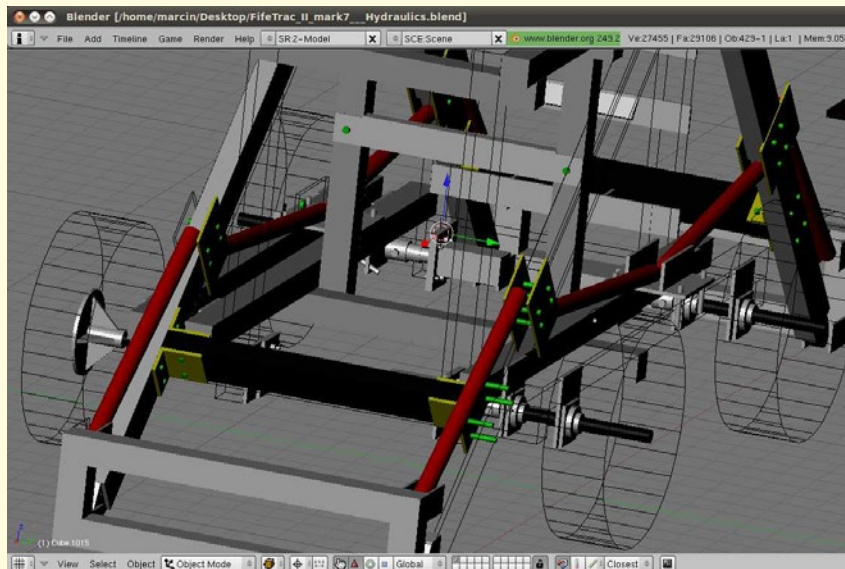 Blender [/home/marcin/Desktop/FifeTrac_II_mark7___Hydraulics.blend]
File Add Timeline Game Render Help SR:2-Model X SCE:Scene X www.blender.org 249.2 Ve:27455 | Fa:29106 | Ob:429-1 | La:1 | Mem:9.05
(1) Cube.1015
View Select Object Object Mode Global Closest